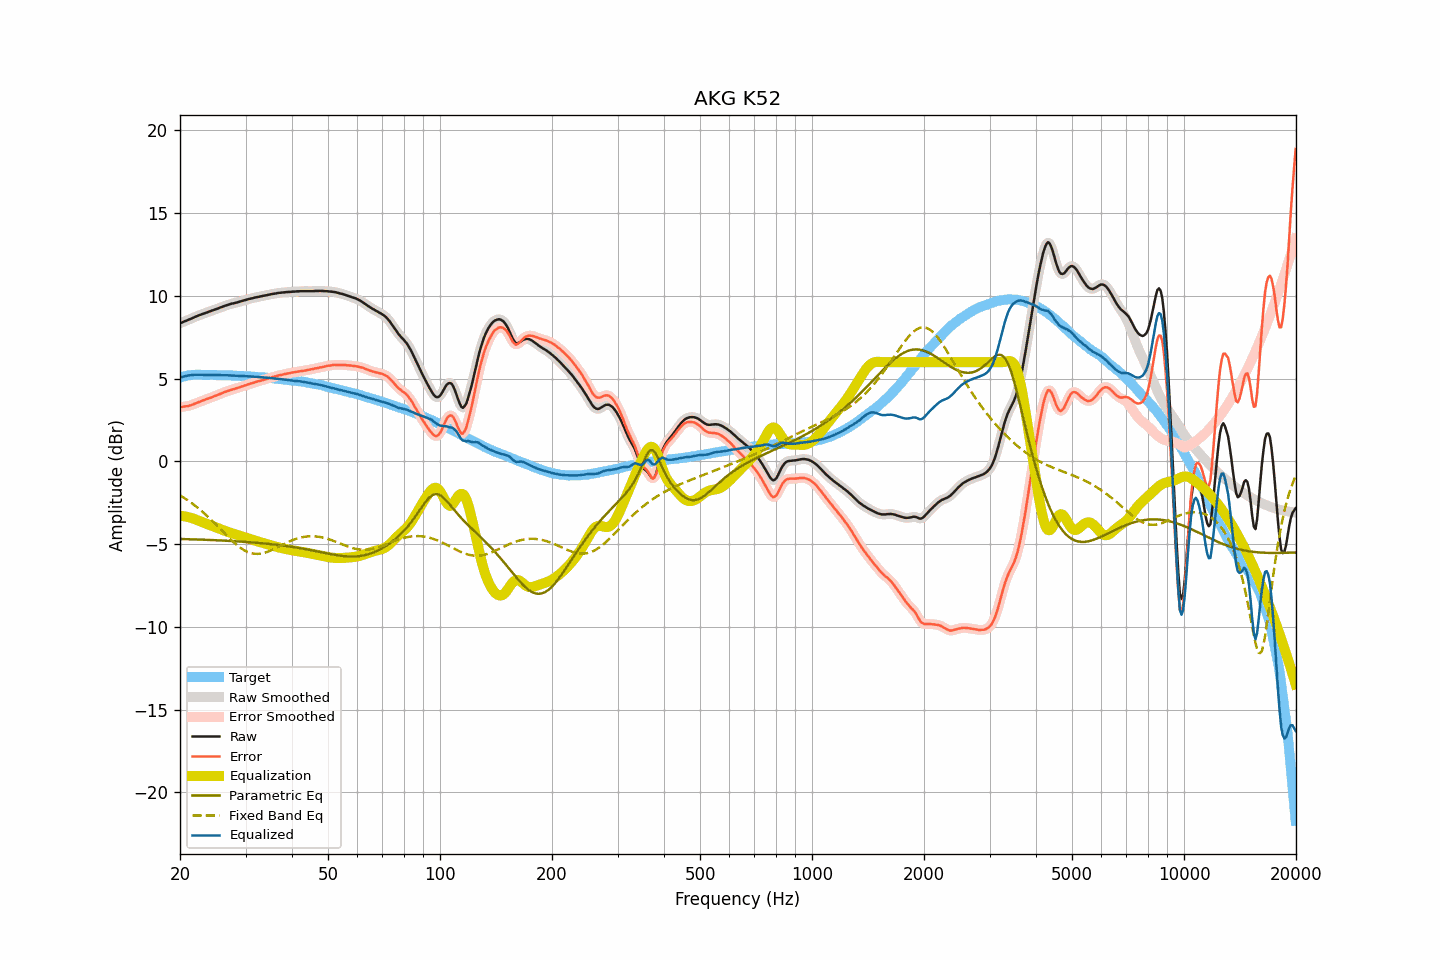 AKG K52
20
15
10
5
0
−5
−10
−15
−20
Amplitude (dBr)
Target
Raw Smoothed
Error Smoothed
Raw
Error
Equalization
Parametric Eq
Fixed Band Eq
Equalized
20 50 100 200 500 1000 2000 5000 10000 20000
Frequency (Hz)